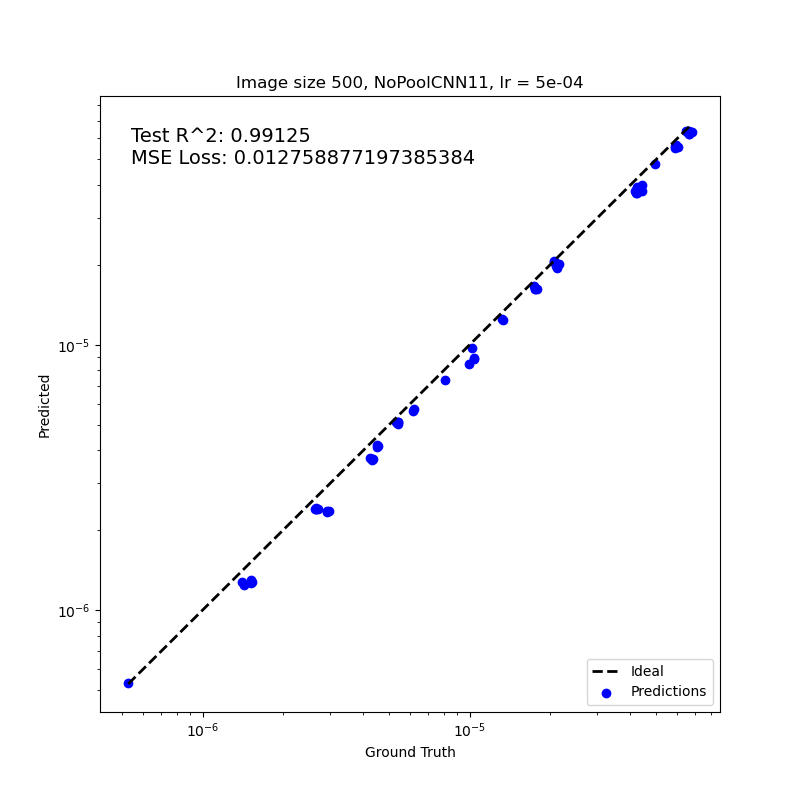 Image size 500, NoPoolCNN11, lr = 5e-04
Test R^2: 0.99125
MSE Loss: 0.012758877197385384
Predicted
10⁻⁵
10⁻⁶
10⁻⁶
10⁻⁵
Ground Truth
Ideal
Predictions